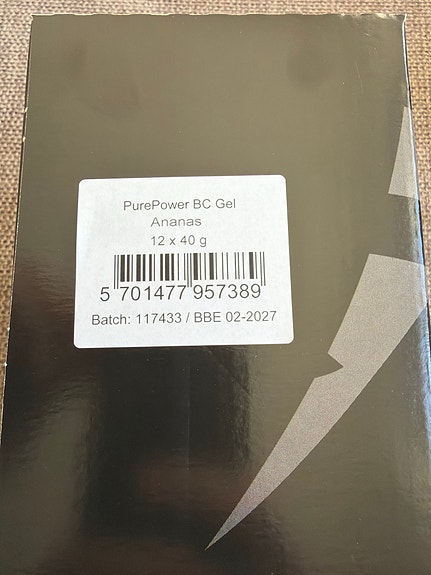 PurePower BC Gel
Ananas
12 x 40 g
5 701477 957389
Batch: 117433 / BBE 02-2027